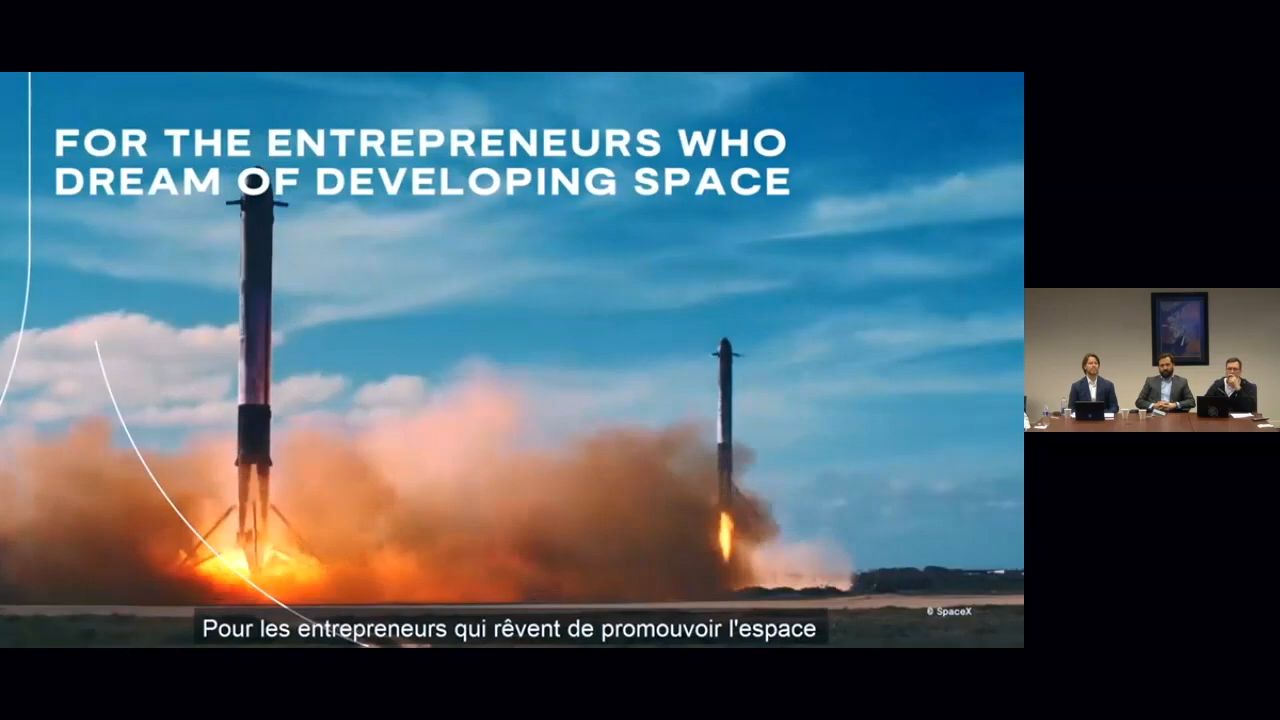 FOR THE ENTREPRENEURS WHO
DREAM OF DEVELOPING SPACE
© SpaceX
Pour les entrepreneurs qui rêvent de promouvoir l'espace